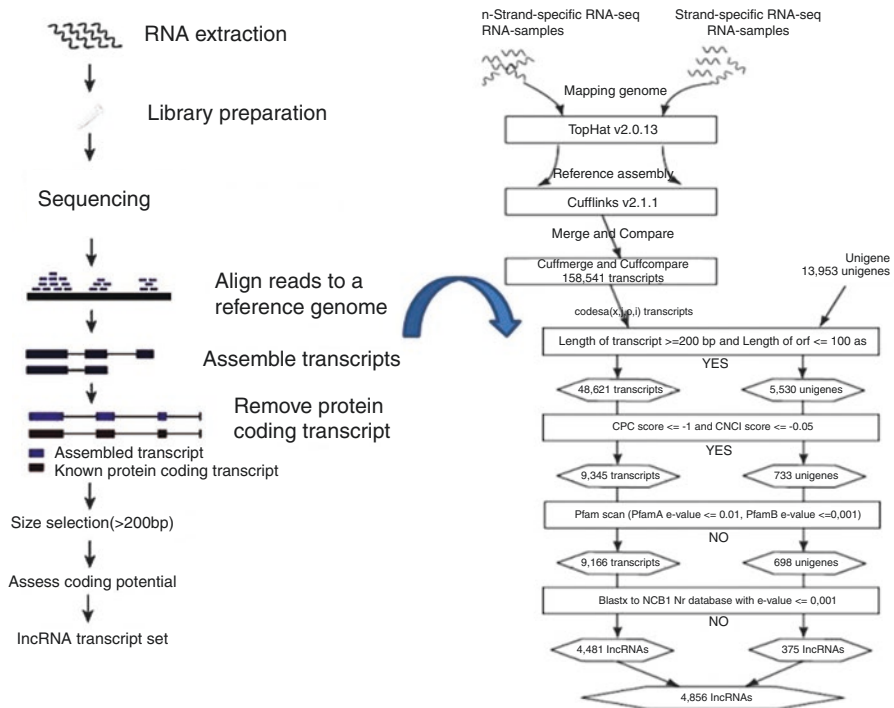 RNA extraction
Library preparation
Sequencing
Align reads to a
reference genome
Assemble transcripts
Remove protein
coding transcript
Assembled transcript
Known protein coding transcript
Size selection(>200bp)
Assess coding potential
lncRNA transcript set
n-Strand-specific RNA-seq
RNA-samples
Strand-specific RNA-seq
RNA-samples
Mapping genome
TopHat v2.0.13
Reference assembly
Cufflinks v2.1.1
Merge and Compare
Cuffmerge and Cuffcompare
158,541 transcripts
Unigene
13,953 unigenes
codesa(x,j,o,i) transcripts
Length of transcript >=200 bp and Length of orf <= 100 as
YES
48,621 transcripts
5,530 unigenes
CPC score <= -1 and CNCI score <= -0.05
YES
9,345 transcripts
733 unigenes
Pfam scan (PfamA e-value <= 0.01, PfamB e-value <=0,001)
NO
9,166 transcripts
698 unigenes
Blastx to NCB1 Nr database with e-value <= 0,001
NO
4,481 lncRNAs
375 lncRNAs
4,856 lncRNAs